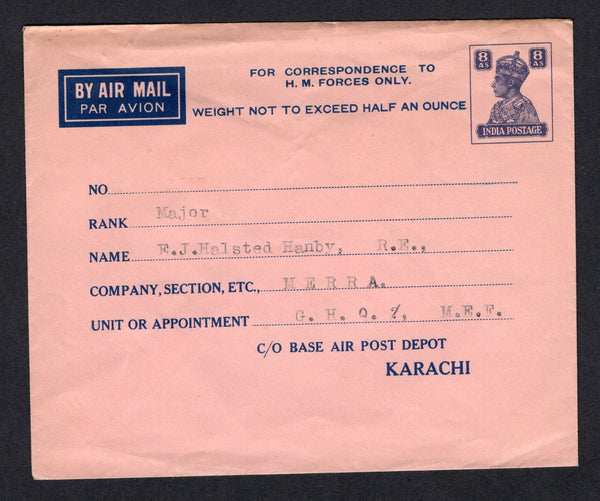 BY AIR MAIL
PAR AVION
FOR CORRESPONDENCE TO
H. M. FORCES ONLY.
WEIGHT NOT TO EXCEED HALF AN OUNCE
8 AS 8 AS
INDIA POSTAGE
NO.
RANK Major
NAME F.J.Halsted Hanby, R.E.,
COMPANY, SECTION, ETC., M E R R A.
UNIT OR APPOINTMENT G. H. Q. M.E.F.
C/O BASE AIR POST DEPOT
KARACHI